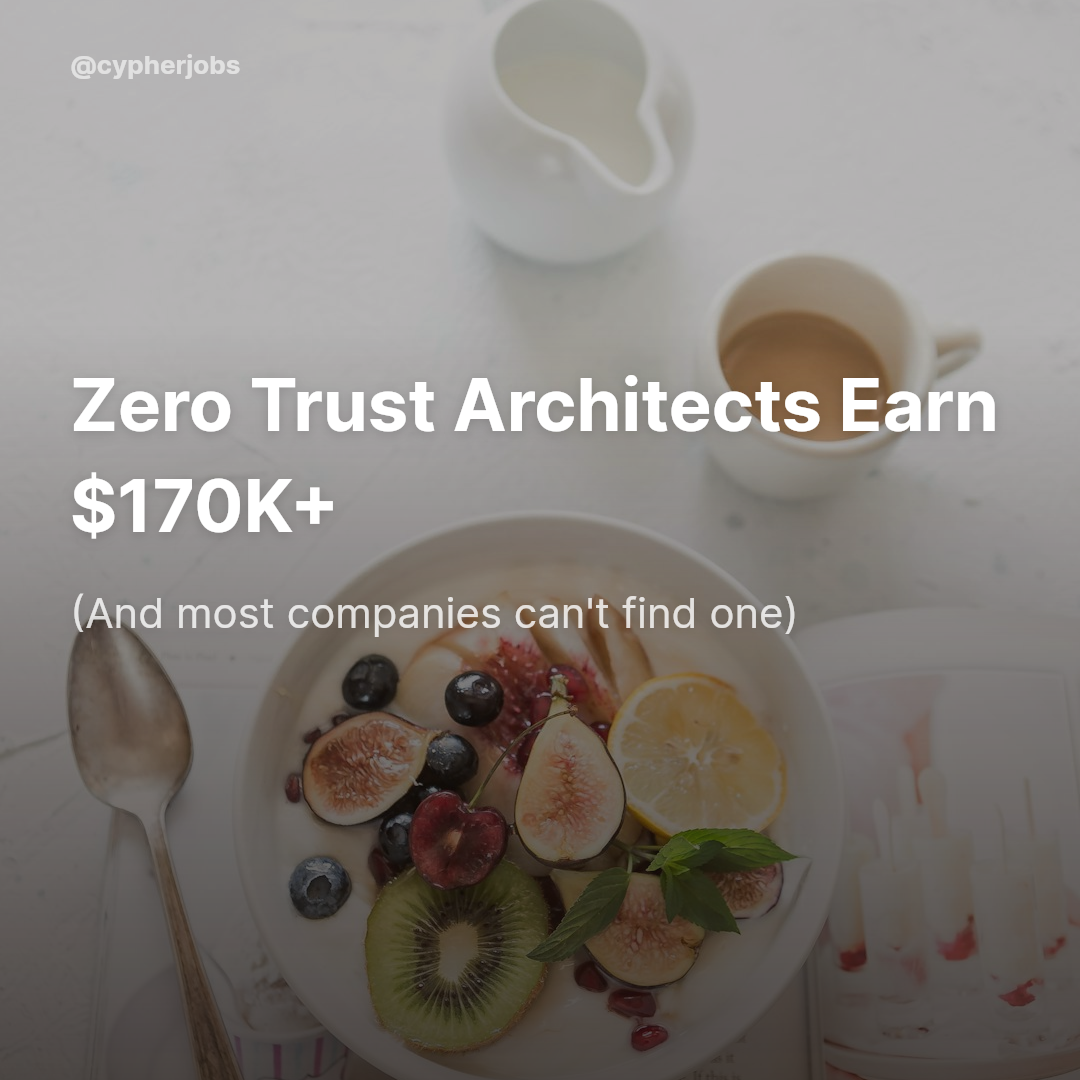 @cypherjobs
Zero Trust Architects Earn
$170K+
(And most companies can't find one)